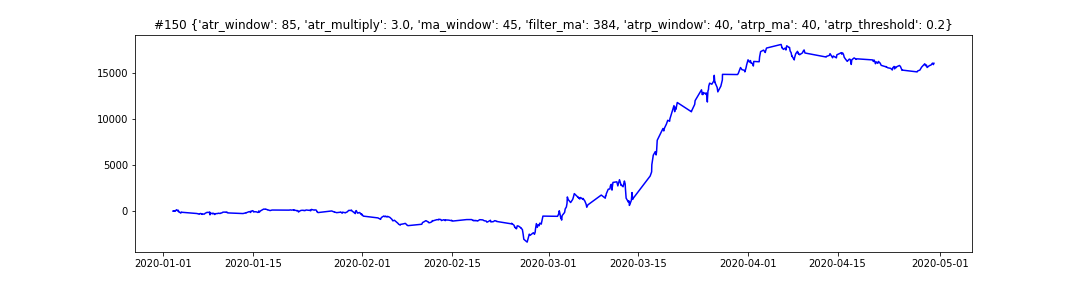 #150 {'atr_window': 85, 'atr_multiply': 3.0, 'ma_window': 45, 'filter_ma': 384, 'atrp_window': 40, 'atrp_ma': 40, 'atrp_threshold': 0.2}
15000
10000
5000
0
2020-01-01 2020-01-15 2020-02-01 2020-02-15 2020-03-01 2020-03-15 2020-04-01 2020-04-15 2020-05-01